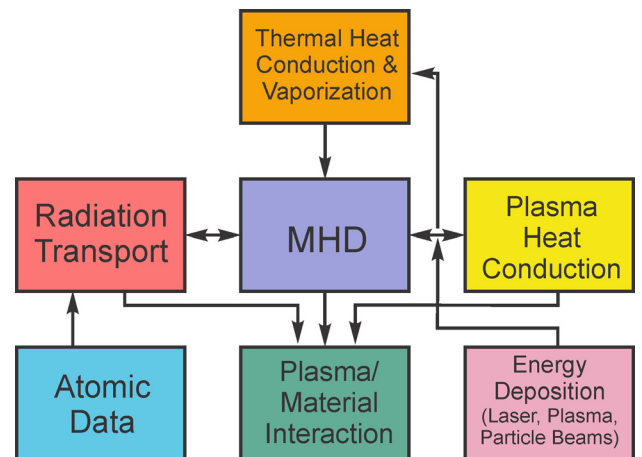 Thermal Heat
Conduction &
Vaporization
Radiation
Transport
MHD
Plasma
Heat
Conduction
Atomic
Data
Plasma/
Material
Interaction
Energy
Deposition
(Laser, Plasma,
Particle Beams)